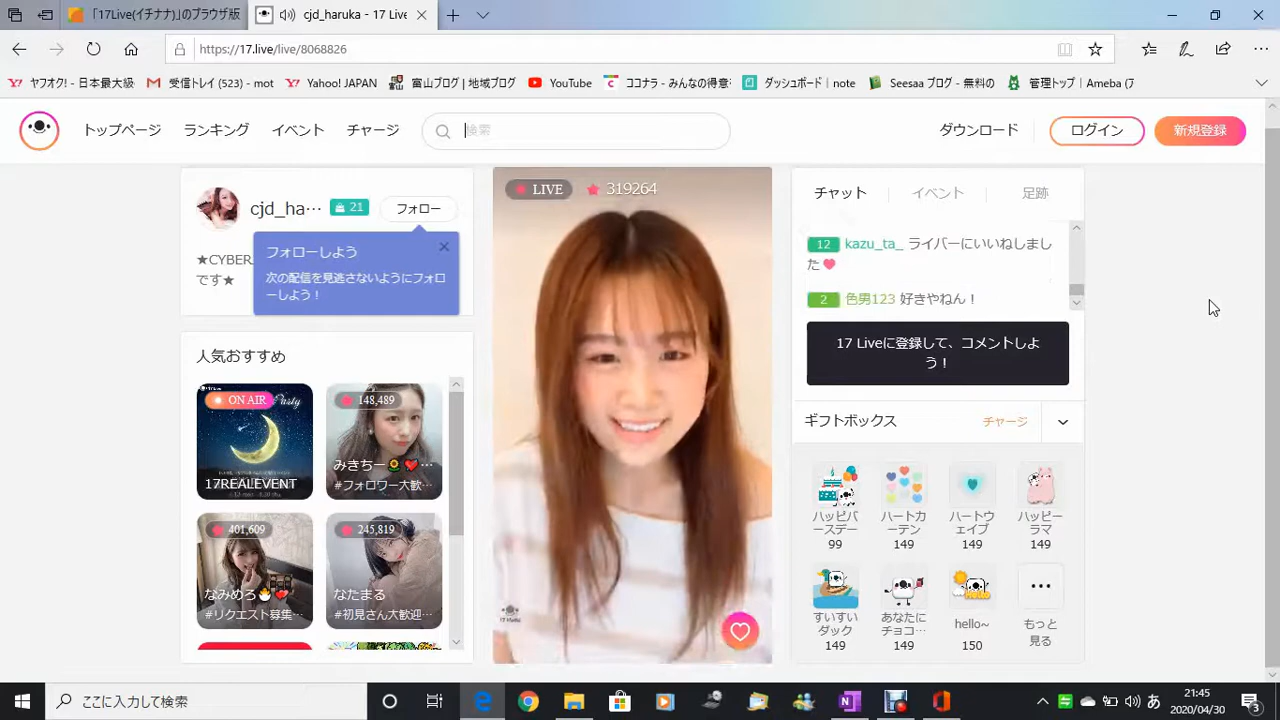 「17Live(イチナナ)」のブラウザ版
cjd_haruka - 17 Live
https://17.live/live/8068826
ヤフオク! - 日本最大級
受信トレイ (523) - mot
Yahoo! JAPAN
富山ブログ | 地域ブログ
YouTube
ココナラ - みんなの得意
ダッシュボード | note
Seesaa ブログ - 無料の
管理トップ | Ameba (ア
トップページ
ランキング
イベント
チャージ
検索
ダウンロード
ログイン
新規登録
cjd_ha…
21
フォロー
★CYBER
です★
フォローしよう
次の配信を見逃さないようにフォロ
ーしよう！
人気おすすめ
ON AIR
17REALEVENT
148,489
みきちー🌻❤️…
#フォロワー大歓…
401,609
なみめろ🐣❤️
#リクエスト募集…
245,819
なたまる
#初見さん大歓迎…
LIVE
319264
チャット
イベント
足跡
12 kazu_ta_ ライバーにいいねしまし
た
2 色男123 好きやねん！
17 Liveに登録して、コメントしよ
う！
ギフトボックス
チャージ
ハッピバ
ースデー
99
ハートカ
ーテン
149
ハートウ
ェイブ
149
ハッピー
ラマ
149
すいすい
ダック
149
あなたに
チョコ…
149
hello~
150
もっと
見る
ここに入力して検索
あ
21:45
2020/04/30
3